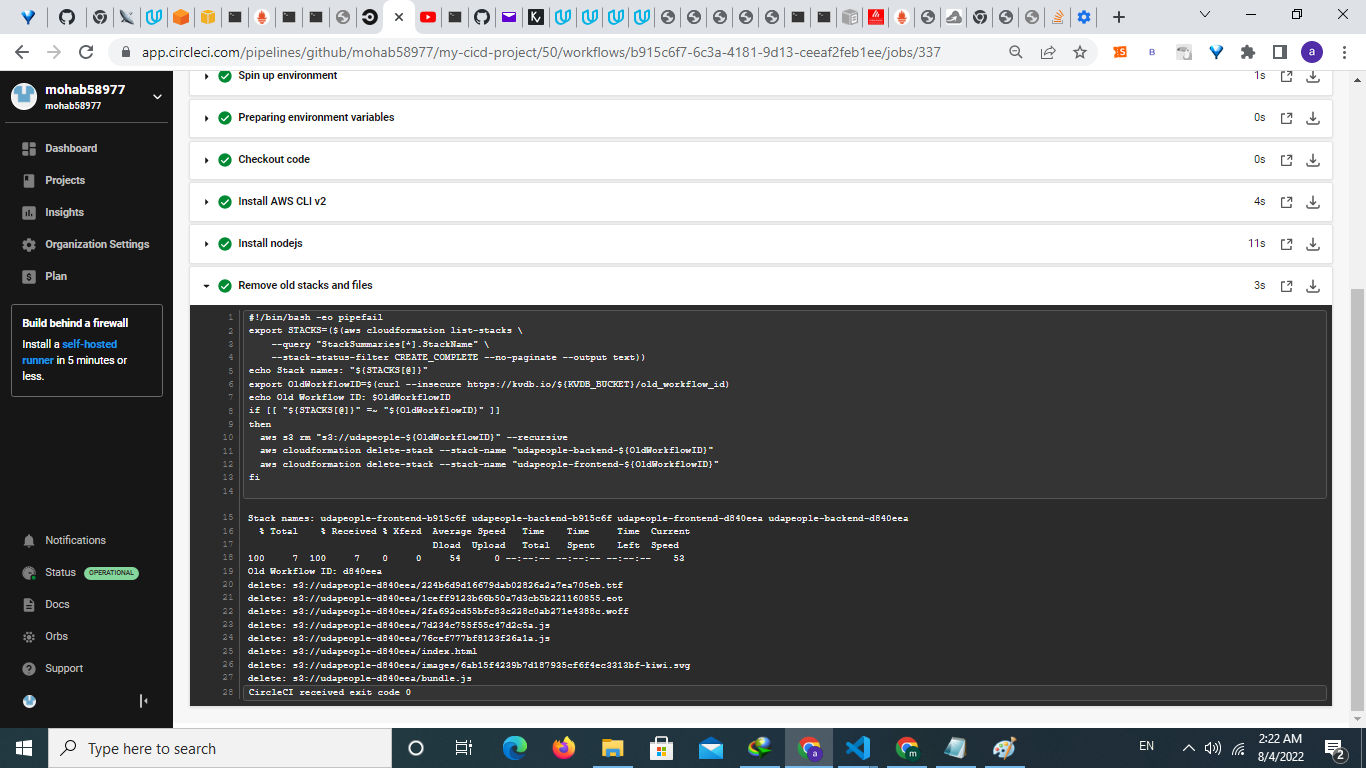 app.circleci.com/pipelines/github/mohab58977/my-cicd-project/50/workflows/b915c6f7-6c3a-4181-9d13-ceeaf2feb1ee/jobs/337
mohab58977
mohab58977
Dashboard
Projects
Insights
Organization Settings
Plan
Build behind a firewall
Install a self-hosted
runner in 5 minutes or
less.
Notifications
Status OPERATIONAL
Docs
Orbs
Support
Spin up environment 1s
Preparing environment variables 0s
Checkout code 0s
Install AWS CLI v2 4s
Install nodejs 11s
Remove old stacks and files 3s
1 #!/bin/bash -eo pipefail
2 export STACKS=($(aws cloudformation list-stacks \
3 --query "StackSummaries[*].StackName" \
4 --stack-status-filter CREATE_COMPLETE --no-paginate --output text))
5 echo Stack names: "${STACKS[@]}"
6 export OldWorkflowID=$(curl --insecure https://kvdb.io/${KVDB_BUCKET}/old_workflow_id)
7 echo Old Workflow ID: $OldWorkflowID
8 if [[ "${STACKS[@]}" =~ "${OldWorkflowID}" ]]
9 then
10 aws s3 rm "s3://udapeople-${OldWorkflowID}" --recursive
11 aws cloudformation delete-stack --stack-name "udapeople-backend-${OldWorkflowID}"
12 aws cloudformation delete-stack --stack-name "udapeople-frontend-${OldWorkflowID}"
13 fi
14
15 Stack names: udapeople-frontend-b915c6f udapeople-backend-b915c6f udapeople-frontend-d840eea udapeople-backend-d840eea
16 % Total % Received % Xferd Average Speed Time Time Time Current
17 Dload Upload Total Spent Left Speed
18 100 7 100 7 0 0 54 0 --:--:-- --:--:-- --:--:-- 53
19 Old Workflow ID: d840eea
20 delete: s3://udapeople-d840eea/224b6d9d16679dab02826a2a7ea705eb.ttf
21 delete: s3://udapeople-d840eea/1ceff9123b66b50a7d3cb5b221160855.eot
22 delete: s3://udapeople-d840eea/2fa692cd55bfc83c228c0ab271e4388c.woff
23 delete: s3://udapeople-d840eea/7d234c755f55c47d2c5a.js
24 delete: s3://udapeople-d840eea/76cef777bf8123f26a1a.js
25 delete: s3://udapeople-d840eea/index.html
26 delete: s3://udapeople-d840eea/images/6ab15f4239b7d187935cf6f4ec3313bf-kiwi.svg
27 delete: s3://udapeople-d840eea/bundle.js
28 CircleCI received exit code 0
Type here to search
EN
2:22 AM
8/4/2022
2